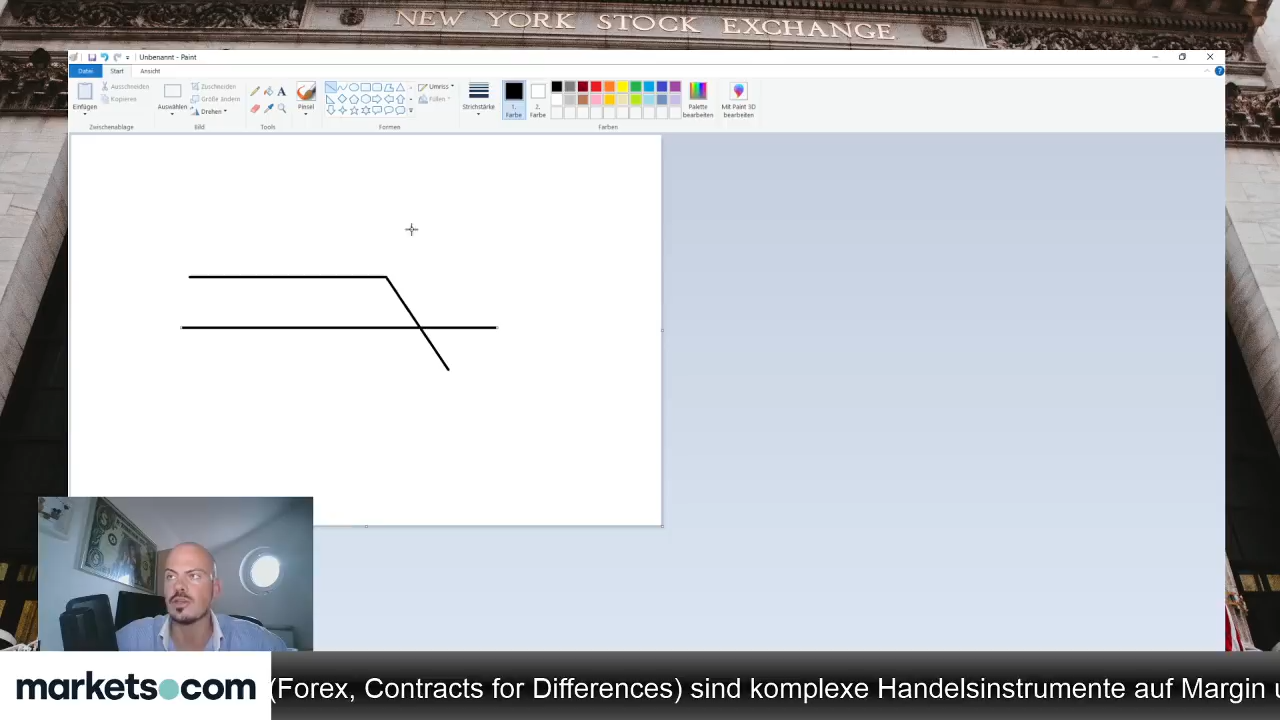 NEW YORK STOCK EXCHANGE
Unbenannt - Paint
Datei Start Ansicht
Einfügen
Ausschneiden
Kopieren
Zwischenablage
Auswählen
Zuschneiden
Größe ändern
Drehen
Bild
Tools
Pinsel
Formen
Umriss
Füllen
Strichstärke
1.
Farbe
2.
Farbe
Farben
Palette
bearbeiten
Mit Paint 3D
bearbeiten
markets.com
(Forex, Contracts for Differences) sind komplexe Handelsinstrumente auf Margin u